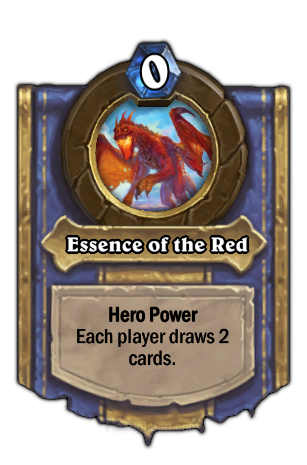 0
Essence of the Red
Hero Power
Each player draws 2
cards.